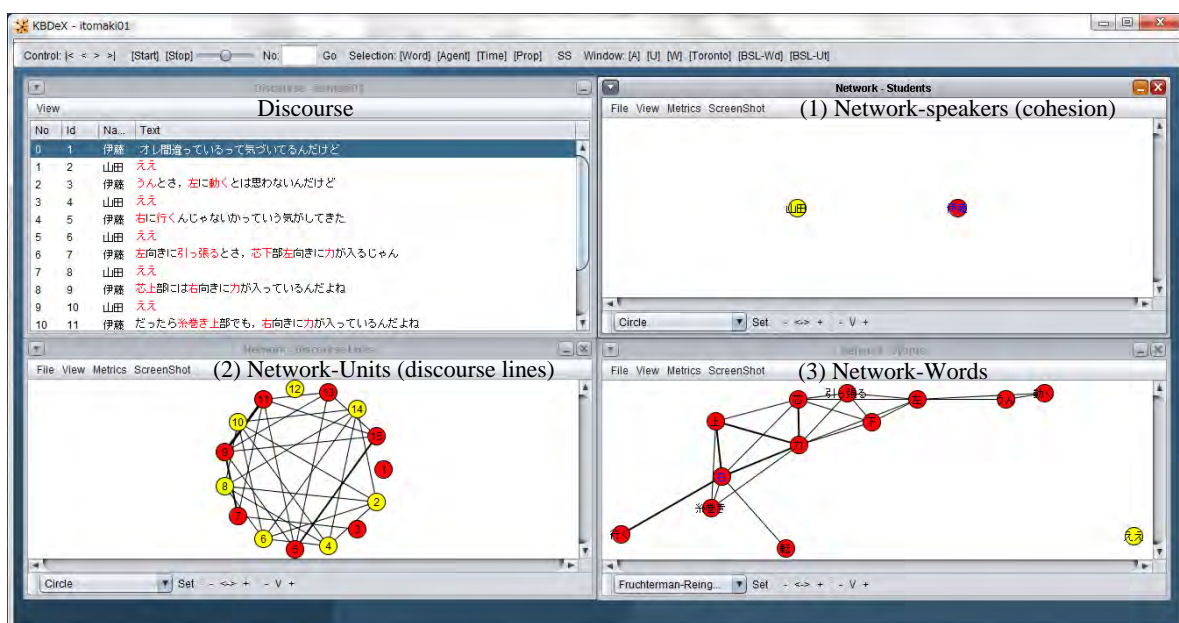 KBDeX - itomaki01
Control: |< < > >| [Start] [Stop] No: Go Selection: [Word] [Agent] [Time] [Prop] SS Window: [A] [U] [W] [Toronto] [BSL-Wd] [BSL-Ut]
View
Discourse
No Id Na... Text
0 1 伊藤 オレ間違っているって気づいてるんだけど
1 2 山田 ええ
2 3 伊藤 うんとさ，左に動くとは思わないんだけど
3 4 山田 ええ
4 5 伊藤 右に行くんじゃないかっていう気がしてきた
5 6 山田 ええ
6 7 伊藤 左向きに引っ張るとさ，芯下部左向きに力が入るじゃん
7 8 山田 ええ
8 9 伊藤 芯上部には右向きに力が入っているんだよね
9 10 山田 ええ
10 11 伊藤 だったら糸巻き上部でも，右向きに力が入っているんだよね
Network - Students
File View Metrics ScreenShot
(1) Network-speakers (cohesion)
山田
伊藤
Circle Set - <-> + - V +
File View Metrics ScreenShot
(2) Network-Units (discourse lines)
12
11
13
10
14
9
15
1
8
2
7
3
6
5
4
Circle Set - <-> + - V +
File View Metrics ScreenShot
(3) Network-Words
引っ張る
芯
左
うん
動く
上
下
力
右
糸巻き
行く
転
ええ
Fruchterman-Reing... Set - <-> + - V +